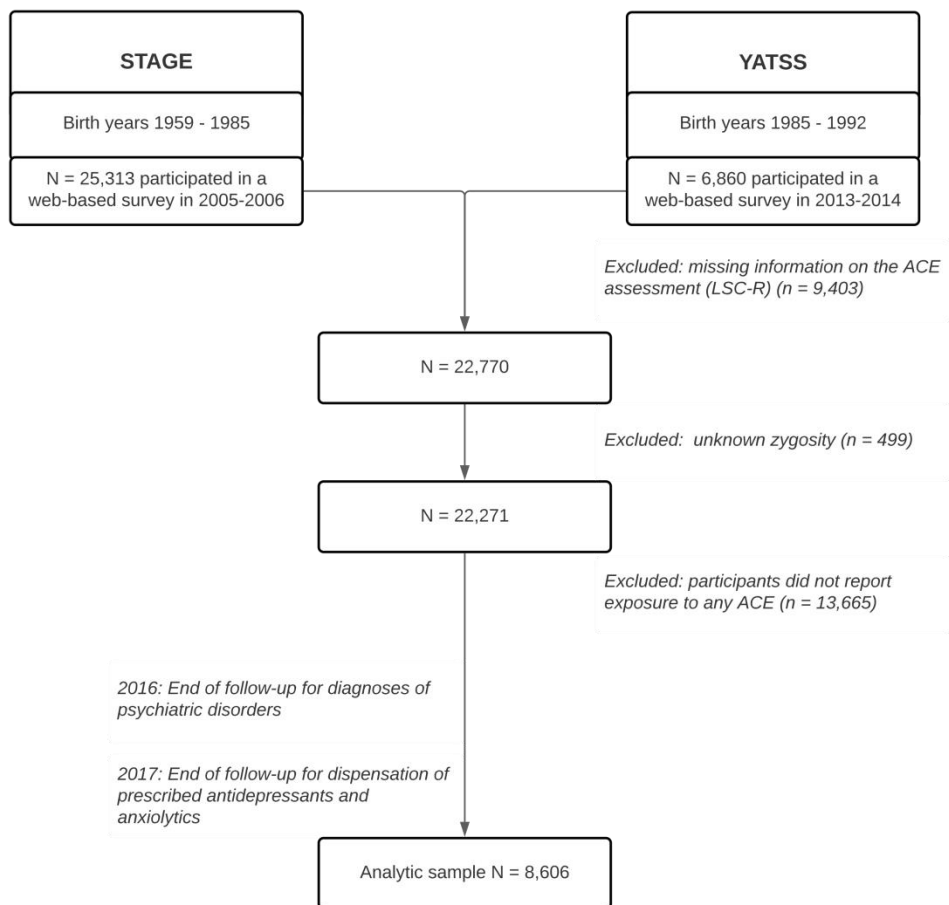 STAGE
Birth years 1959 - 1985
N = 25,313 participated in a
web-based survey in 2005-2006
YATSS
Birth years 1985 - 1992
N = 6,860 participated in a
web-based survey in 2013-2014
Excluded: missing information on the ACE
assessment (LSC-R) (n = 9,403)
N = 22,770
Excluded: unknown zygosity (n = 499)
N = 22,271
Excluded: participants did not report
exposure to any ACE (n = 13,665)
2016: End of follow-up for diagnoses of
psychiatric disorders
2017: End of follow-up for dispensation of
prescribed antidepressants and
anxiolytics
Analytic sample N = 8,606